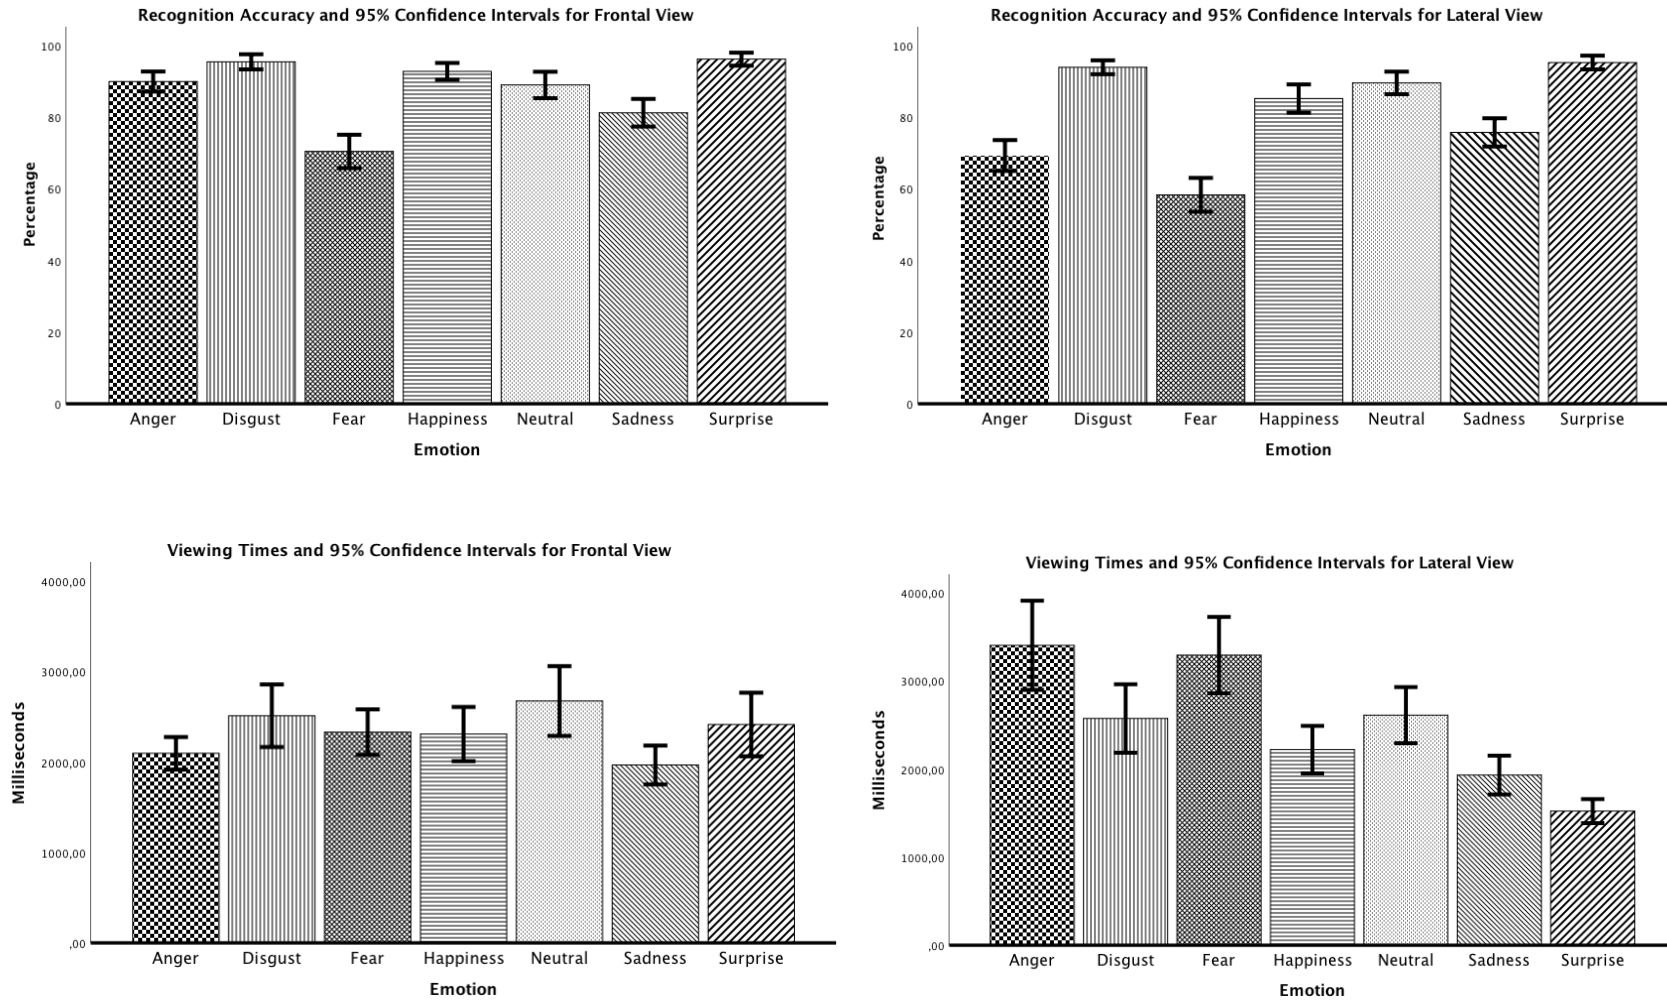 Recognition Accuracy and 95% Confidence Intervals for Frontal View
100
80
60
40
20
0
Percentage
Anger Disgust Fear Happiness Neutral Sadness Surprise
Emotion
Recognition Accuracy and 95% Confidence Intervals for Lateral View
100
80
60
40
20
0
Percentage
Anger Disgust Fear Happiness Neutral Sadness Surprise
Emotion
Viewing Times and 95% Confidence Intervals for Frontal View
4000,00
3000,00
2000,00
1000,00
,00
Milliseconds
Anger Disgust Fear Happiness Neutral Sadness Surprise
Emotion
Viewing Times and 95% Confidence Intervals for Lateral View
4000,00
3000,00
2000,00
1000,00
,00
Milliseconds
Anger Disgust Fear Happiness Neutral Sadness Surprise
Emotion